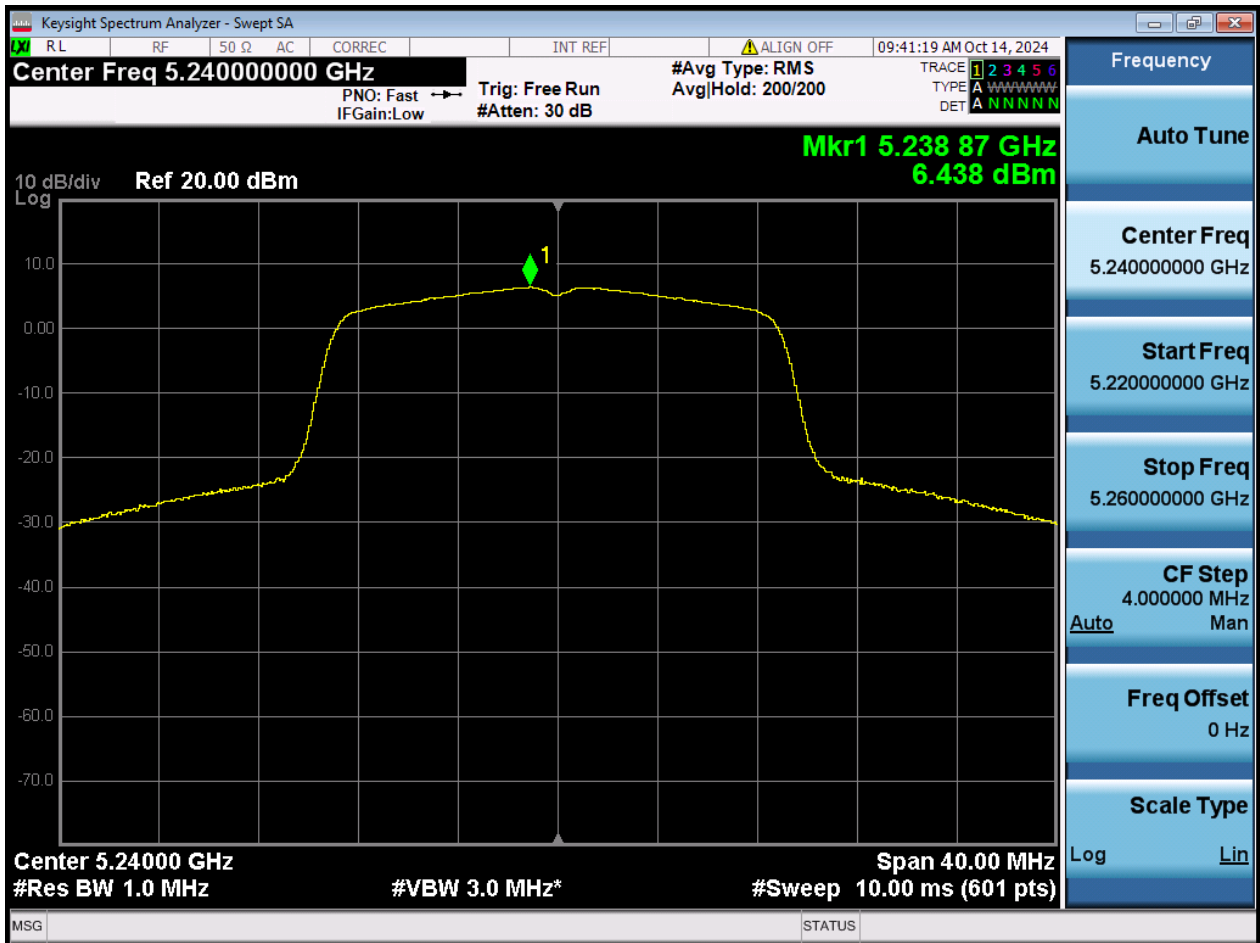 Keysight Spectrum Analyzer - Swept SA
LXI RL RF 50 Ω AC CORREC INT REF ALIGN OFF 09:41:19 AM Oct 14, 2024
Center Freq 5.240000000 GHz
PNO: Fast
IFGain:Low
Trig: Free Run
#Atten: 30 dB
#Avg Type: RMS
Avg|Hold: 200/200
TRACE 1 2 3 4 5 6
TYPE A WWWWW
DET A N N N N N
Mkr1 5.238 87 GHz
6.438 dBm
10 dB/div Ref 20.00 dBm
Log
1
10.0
0.00
-10.0
-20.0
-30.0
-40.0
-50.0
-60.0
-70.0
Center 5.24000 GHz Span 40.00 MHz
#Res BW 1.0 MHz #VBW 3.0 MHz* #Sweep 10.00 ms (601 pts)
MSG STATUS
Frequency
Auto Tune
Center Freq
5.240000000 GHz
Start Freq
5.220000000 GHz
Stop Freq
5.260000000 GHz
CF Step
4.000000 MHz
Auto Man
Freq Offset
0 Hz
Scale Type
Log Lin